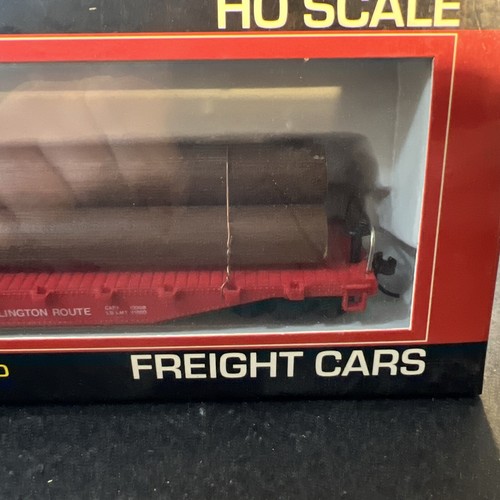 HO SCALE
LINGTON ROUTE
FREIGHT CARS